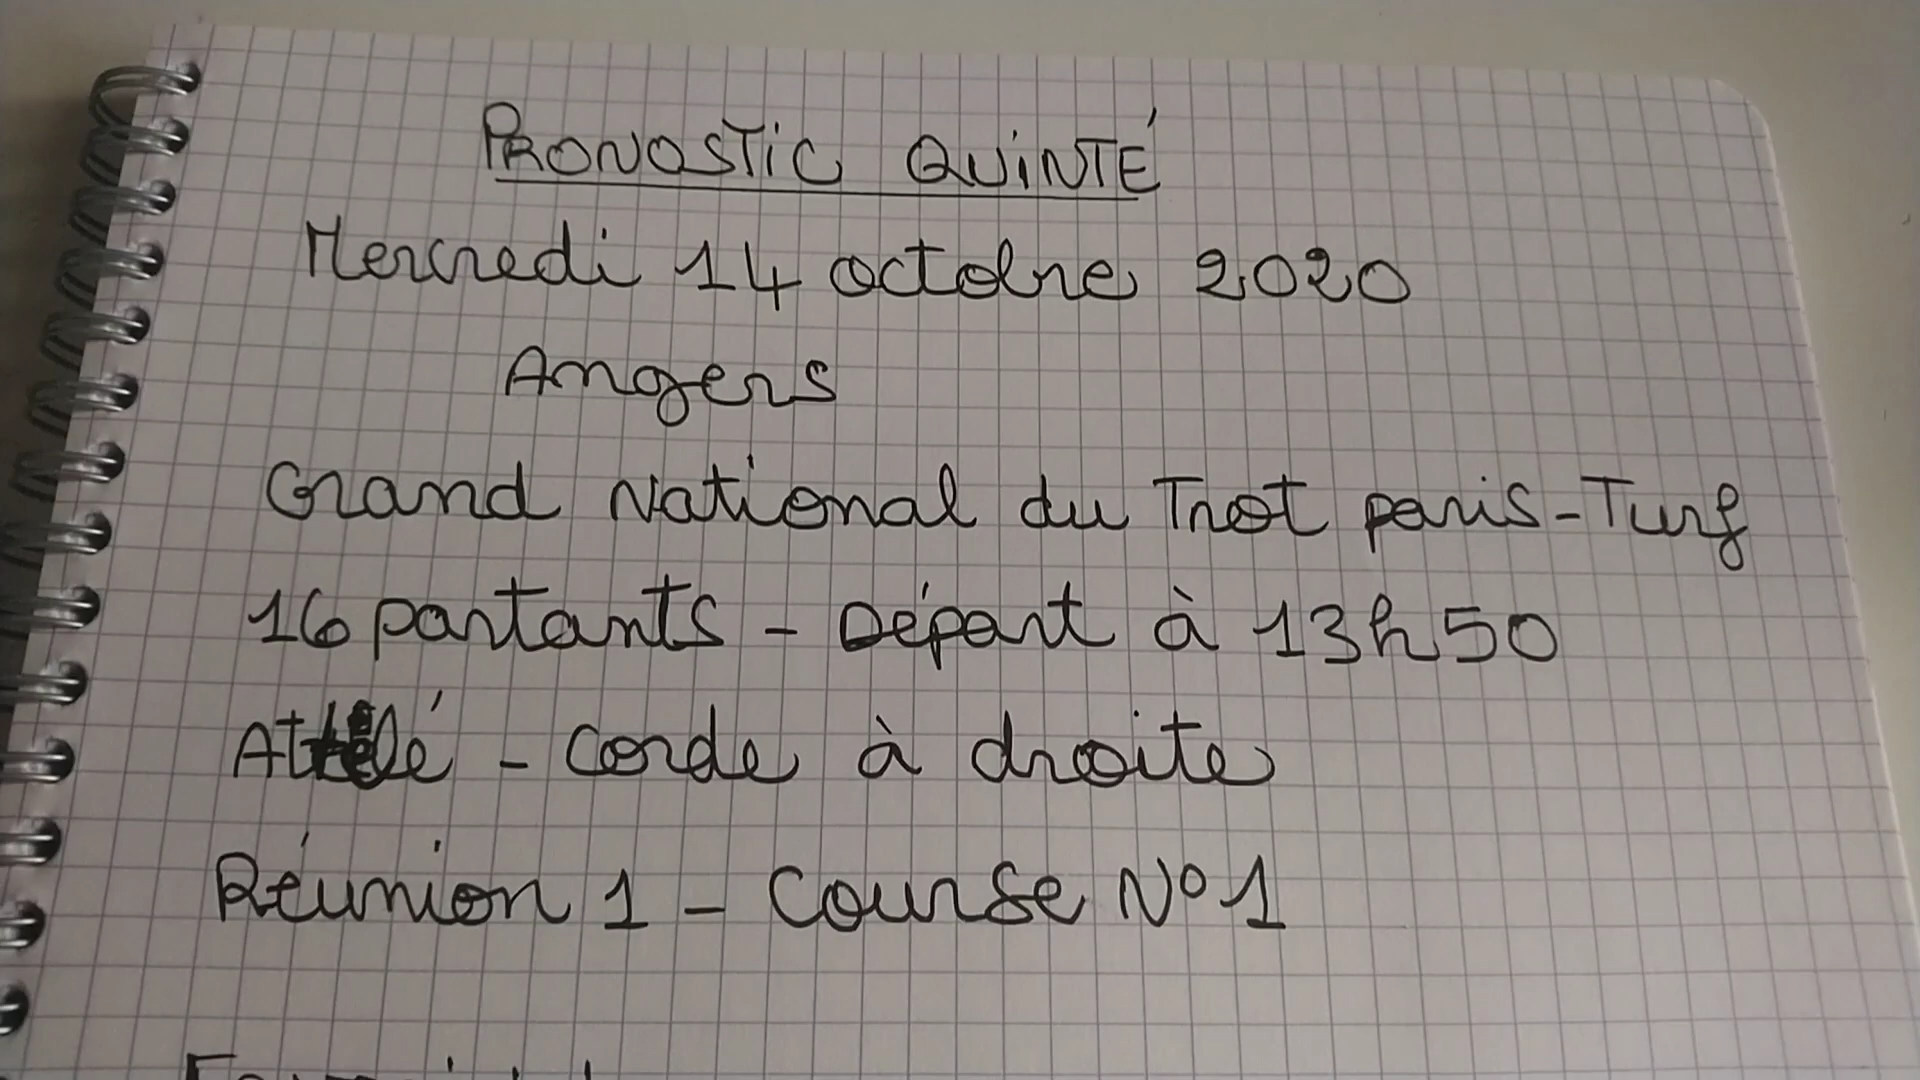 PRONOSTIC QUINTÉ
Mercredi 14 octobre 2020
Angers
Grand National du Trot paris-Turf
16 partants - Départ à 13h50
Attelé - Corde à droite
Réunion 1 - Course N°1